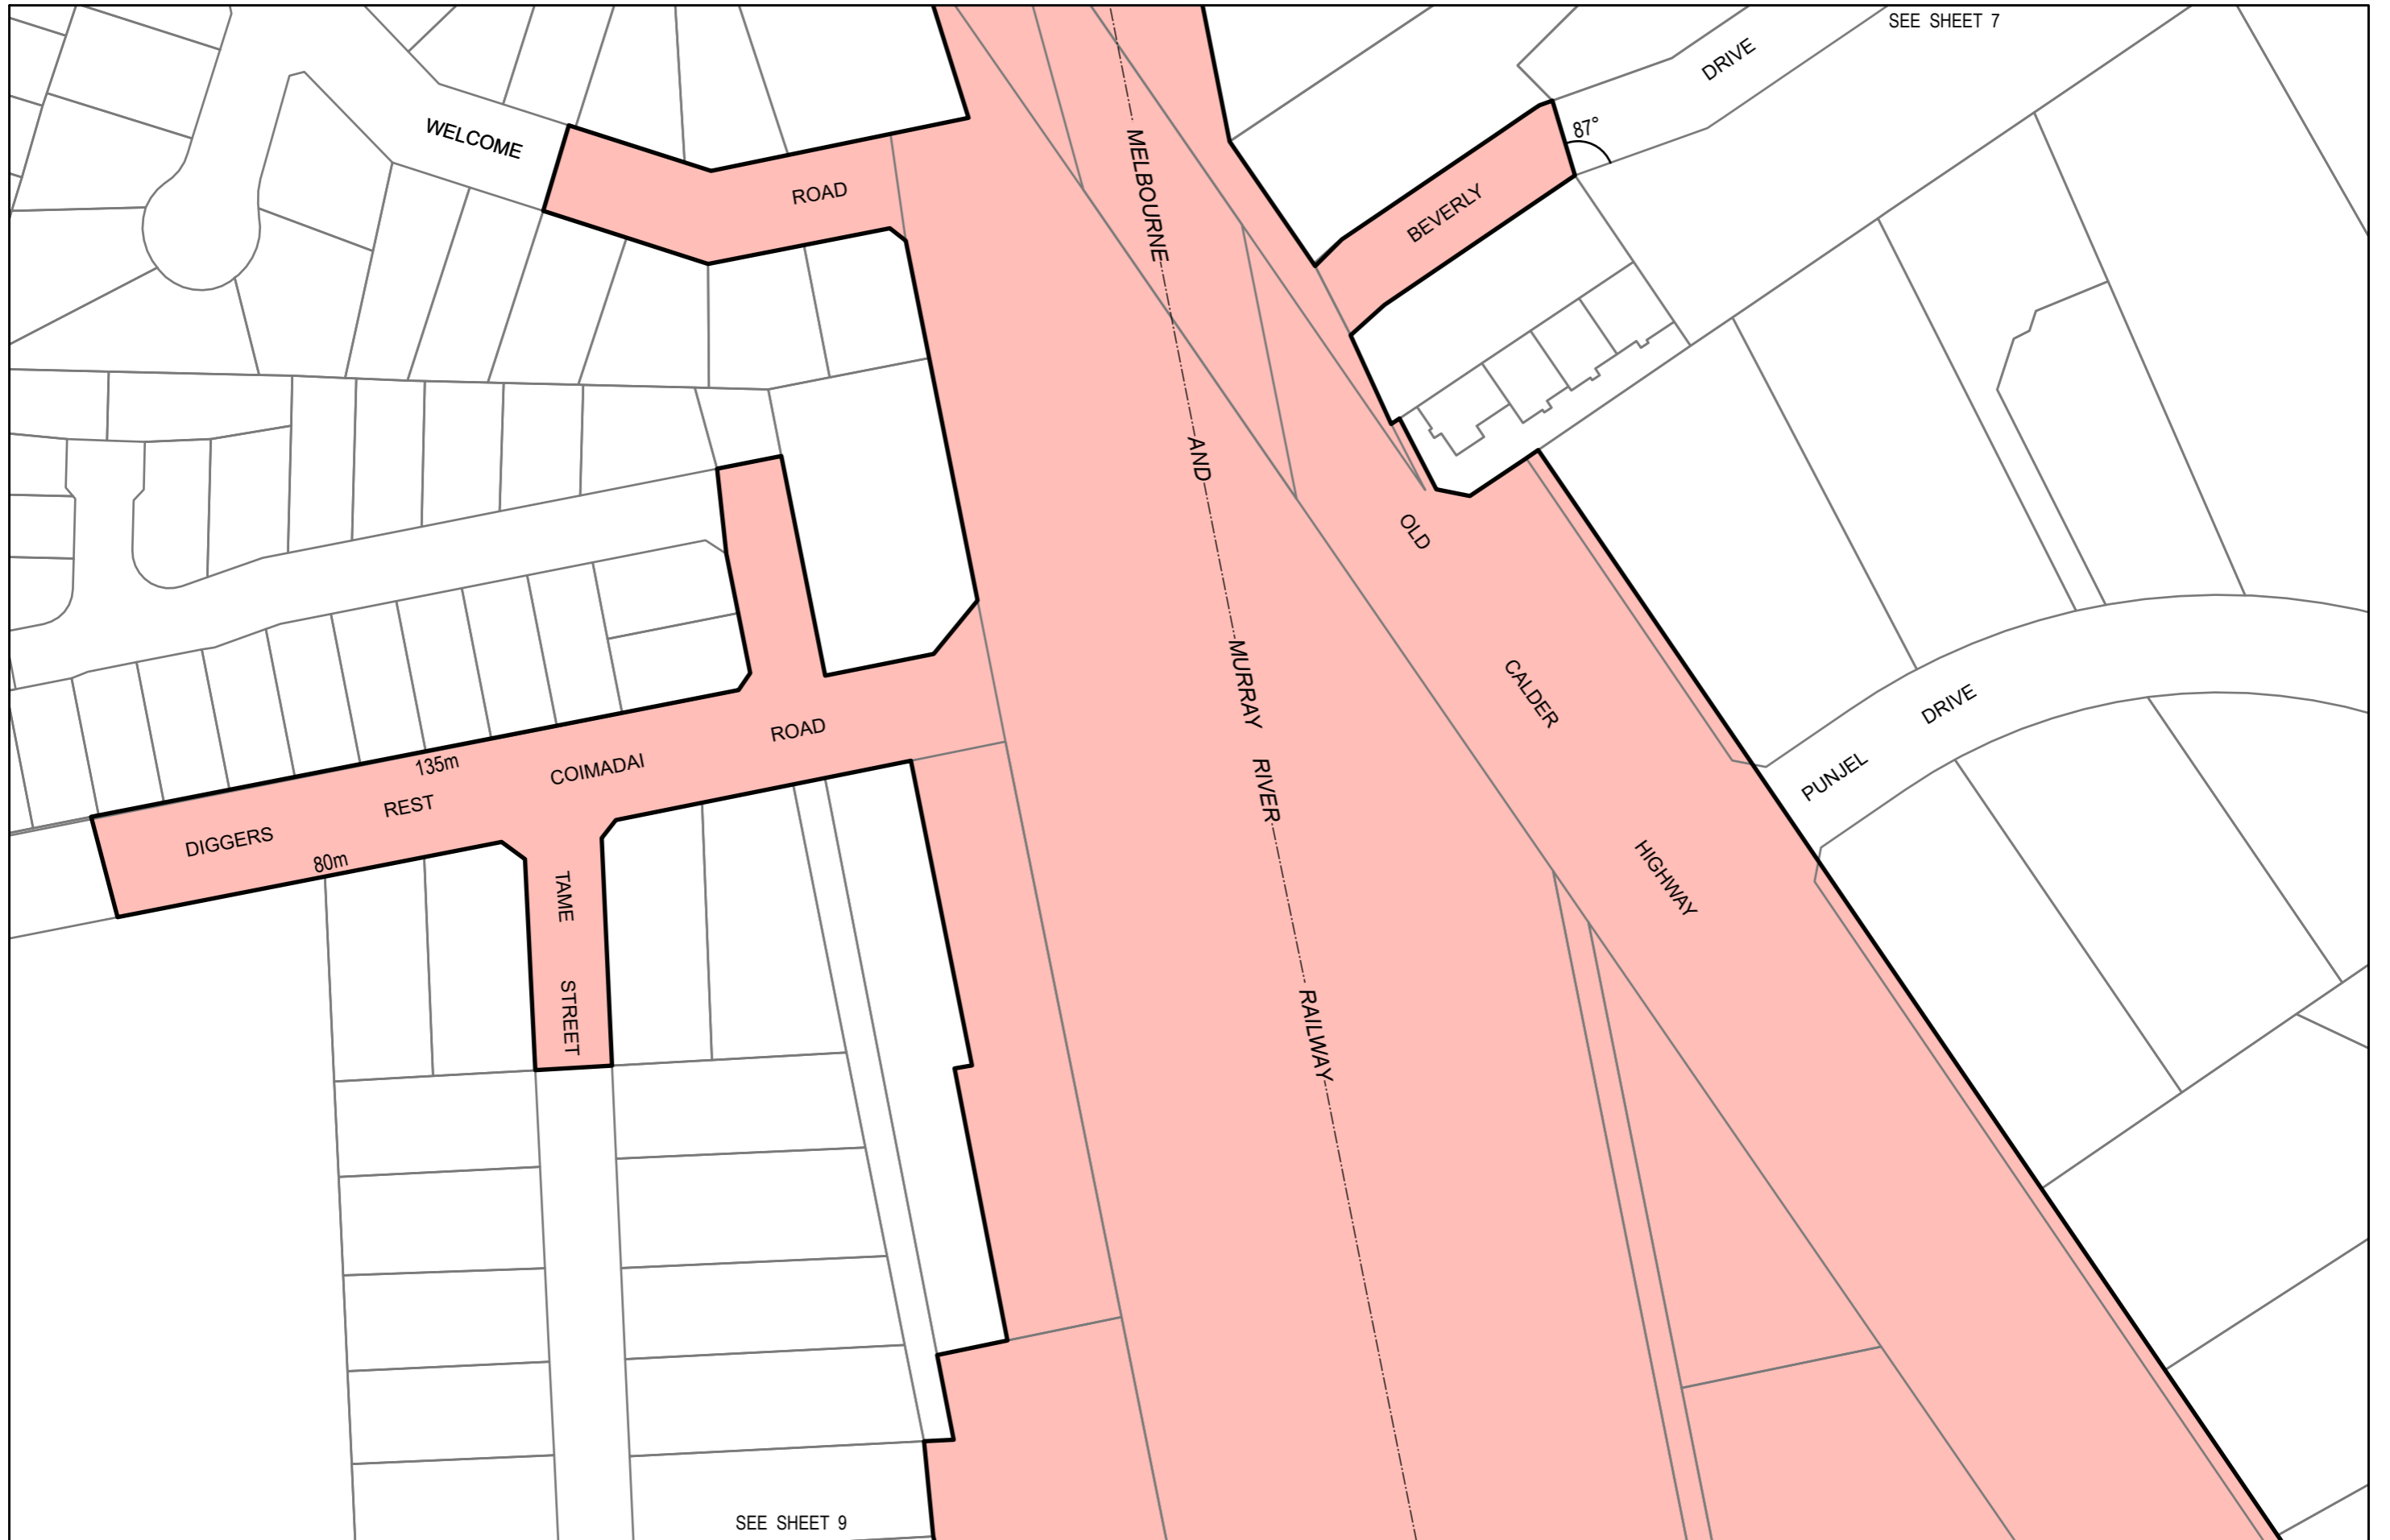 SEE SHEET 7
DRIVE
87°
WELCOME
ROAD
BEVERLY
MELBOURNE
AND
MURRAY
RIVER
RAILWAY
OLD
CALDER
HIGHWAY
DRIVE
PUNJEL
135m
ROAD
COIMADAI
REST
DIGGERS
80m
TAME
STREET
SEE SHEET 9